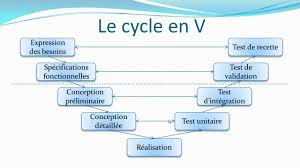 Le cycle en V
Expression
des besoins
Test de recette
Spécifications
fonctionnelles
Test de
validation
Conception
préliminaire
Test
d'intégration
Conception
détaillée
Test unitaire
Réalisation